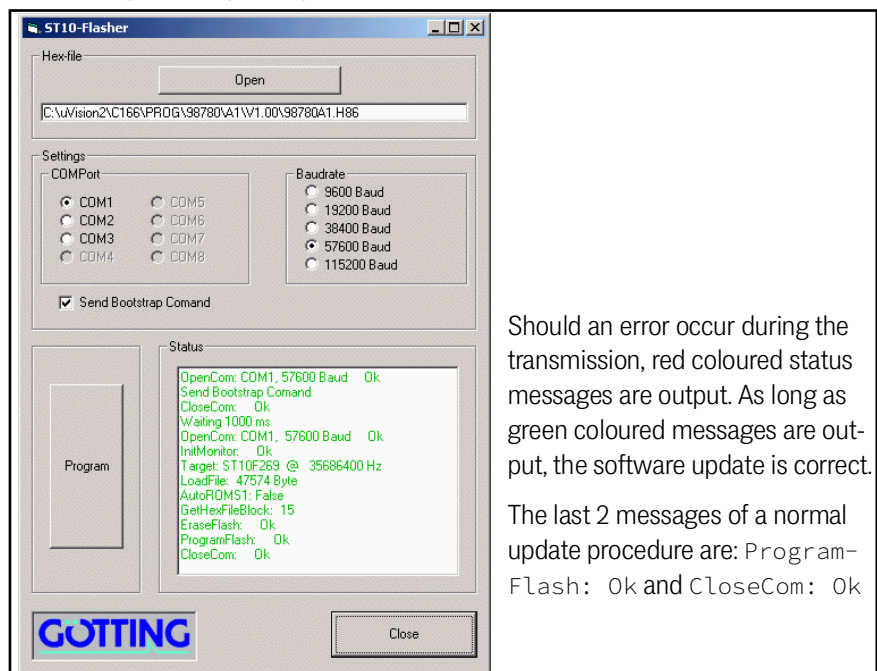 ST10-Flasher
Hex-file
Open
C:\uVision2\C166\PROG\98780\A1\V1.00\98780A1.H86
Settings
COMPort
COM1 COM5
COM2 COM6
COM3 COM7
COM4 COM8
Baudrate
9600 Baud
19200 Baud
38400 Baud
57600 Baud
115200 Baud
Send Bootstrap Comand
Program
Status
OpenCom: COM1, 57600 Baud Ok
Send Bootstrap Comand
CloseCom: Ok
Waiting 1000 ms
OpenCom: COM1, 57600 Baud Ok
InitMonitor: Ok
Target: ST10F269 @ 35686400 Hz
LoadFile: 47574 Byte
AutoROMS1: False
GetHexFileBlock: 15
EraseFlash: Ok
ProgramFlash: Ok
CloseCom: Ok
GÖTTING
Close
Should an error occur during the
transmission, red coloured status
messages are output. As long as
green coloured messages are out-
put, the software update is correct.
The last 2 messages of a normal
update procedure are: Program-
Flash: Ok and CloseCom: Ok